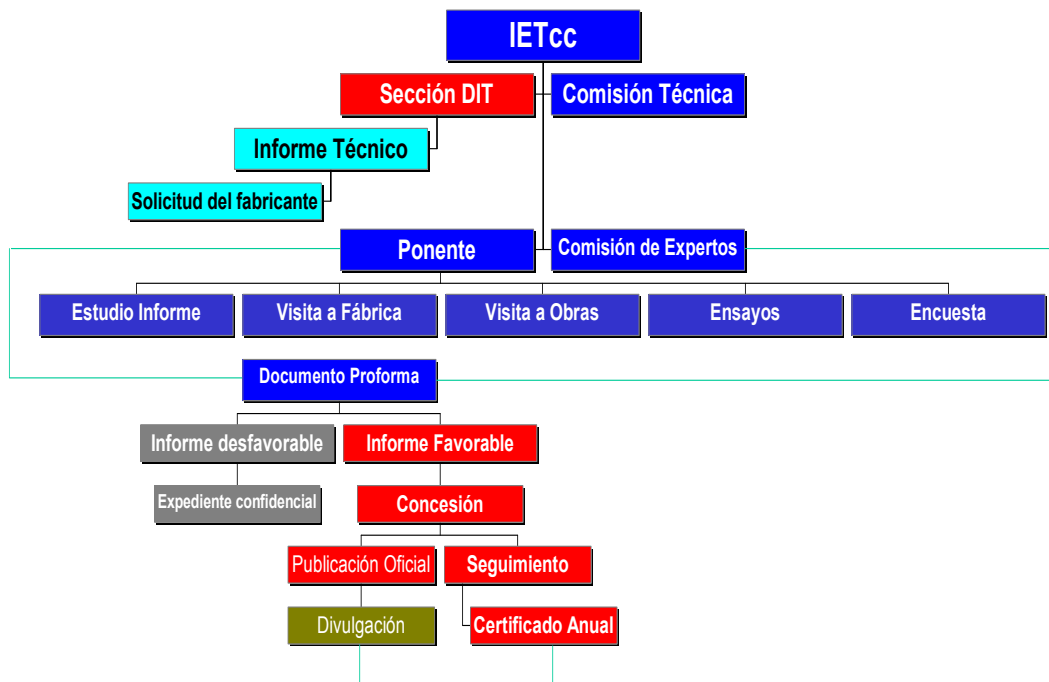 IETcc
Sección DIT
Comisión Técnica
Informe Técnico
Solicitud del fabricante
Ponente
Comisión de Expertos
Estudio Informe
Visita a Fábrica
Visita a Obras
Ensayos
Encuesta
Documento Proforma
Informe desfavorable
Informe Favorable
Expediente confidencial
Concesión
Publicación Oficial
Seguimiento
Divulgación
Certificado Anual